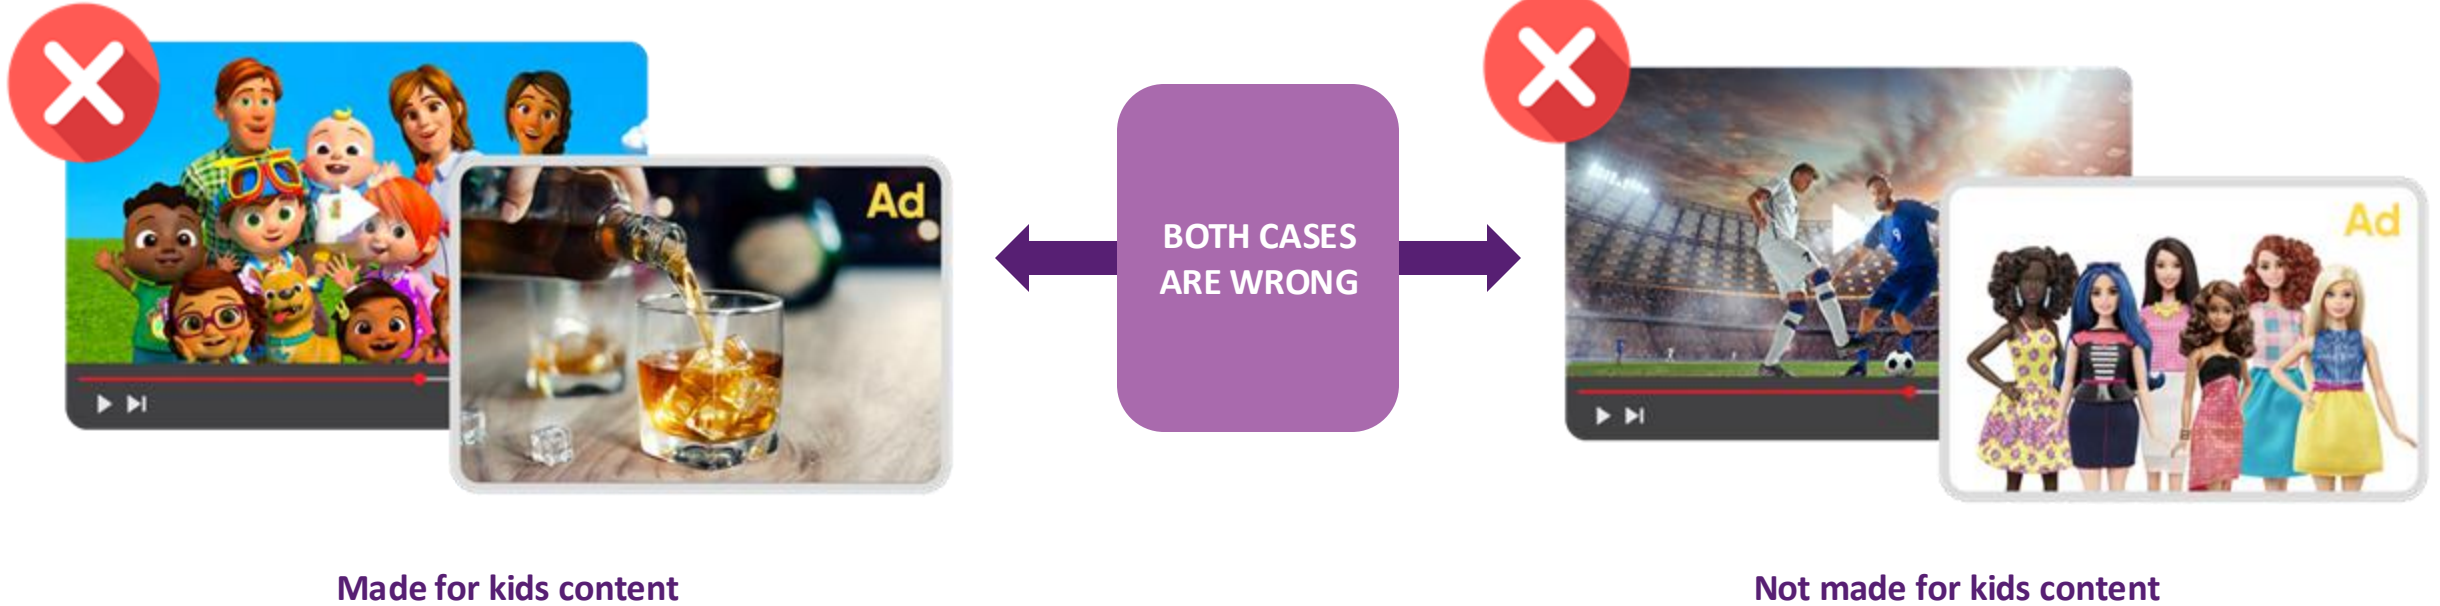 Ad
BOTH CASES
ARE WRONG
Ad
Made for kids content
Not made for kids content